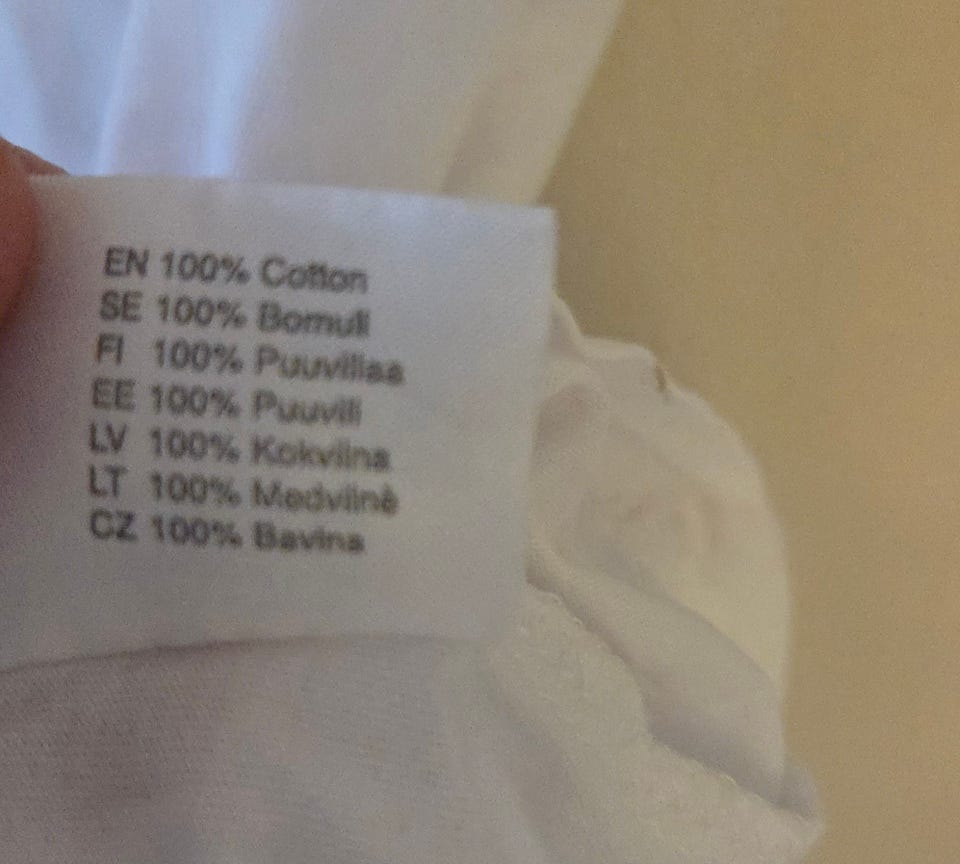 EN 100% Cotton
SE 100% Bomull
FI 100% Puuvillaa
EE 100% Puuvill
LV 100% Kokvilna
LT 100% Medvilnė
CZ 100% Bavlna